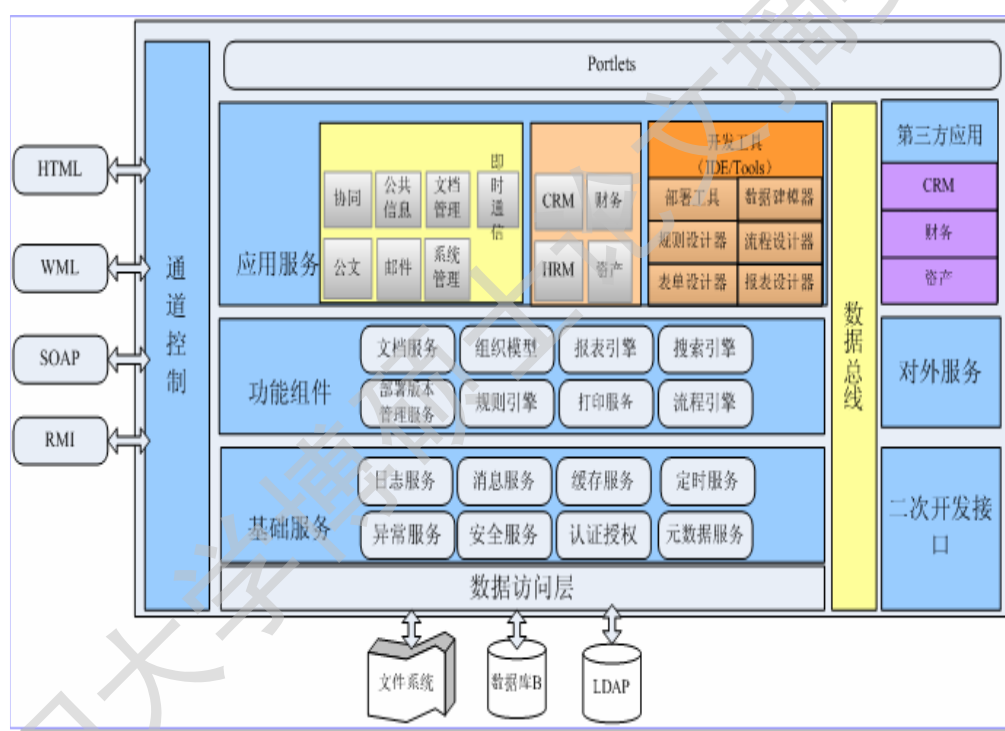 Portlets
HTML
WML
SOAP
RMI
通道控制
应用服务
协同
公共
信息
文档
管理
即时通信
公文
邮件
系统
管理
CRM
财务
HRM
资产
开发工具
（IDE/Tools）
部署工具
数据建模器
规则设计器
流程设计器
表单设计器
报表设计器
功能组件
文档服务
组织模型
报表引擎
搜索引擎
部署版本
管理服务
规则引擎
打印服务
流程引擎
基础服务
日志服务
消息服务
缓存服务
定时服务
异常服务
安全服务
认证授权
元数据服务
数据访问层
数据总线
第三方应用
CRM
财务
资产
对外服务
二次开发接
口
文件系统
数据库B
LDAP
大学博硕士论文摘